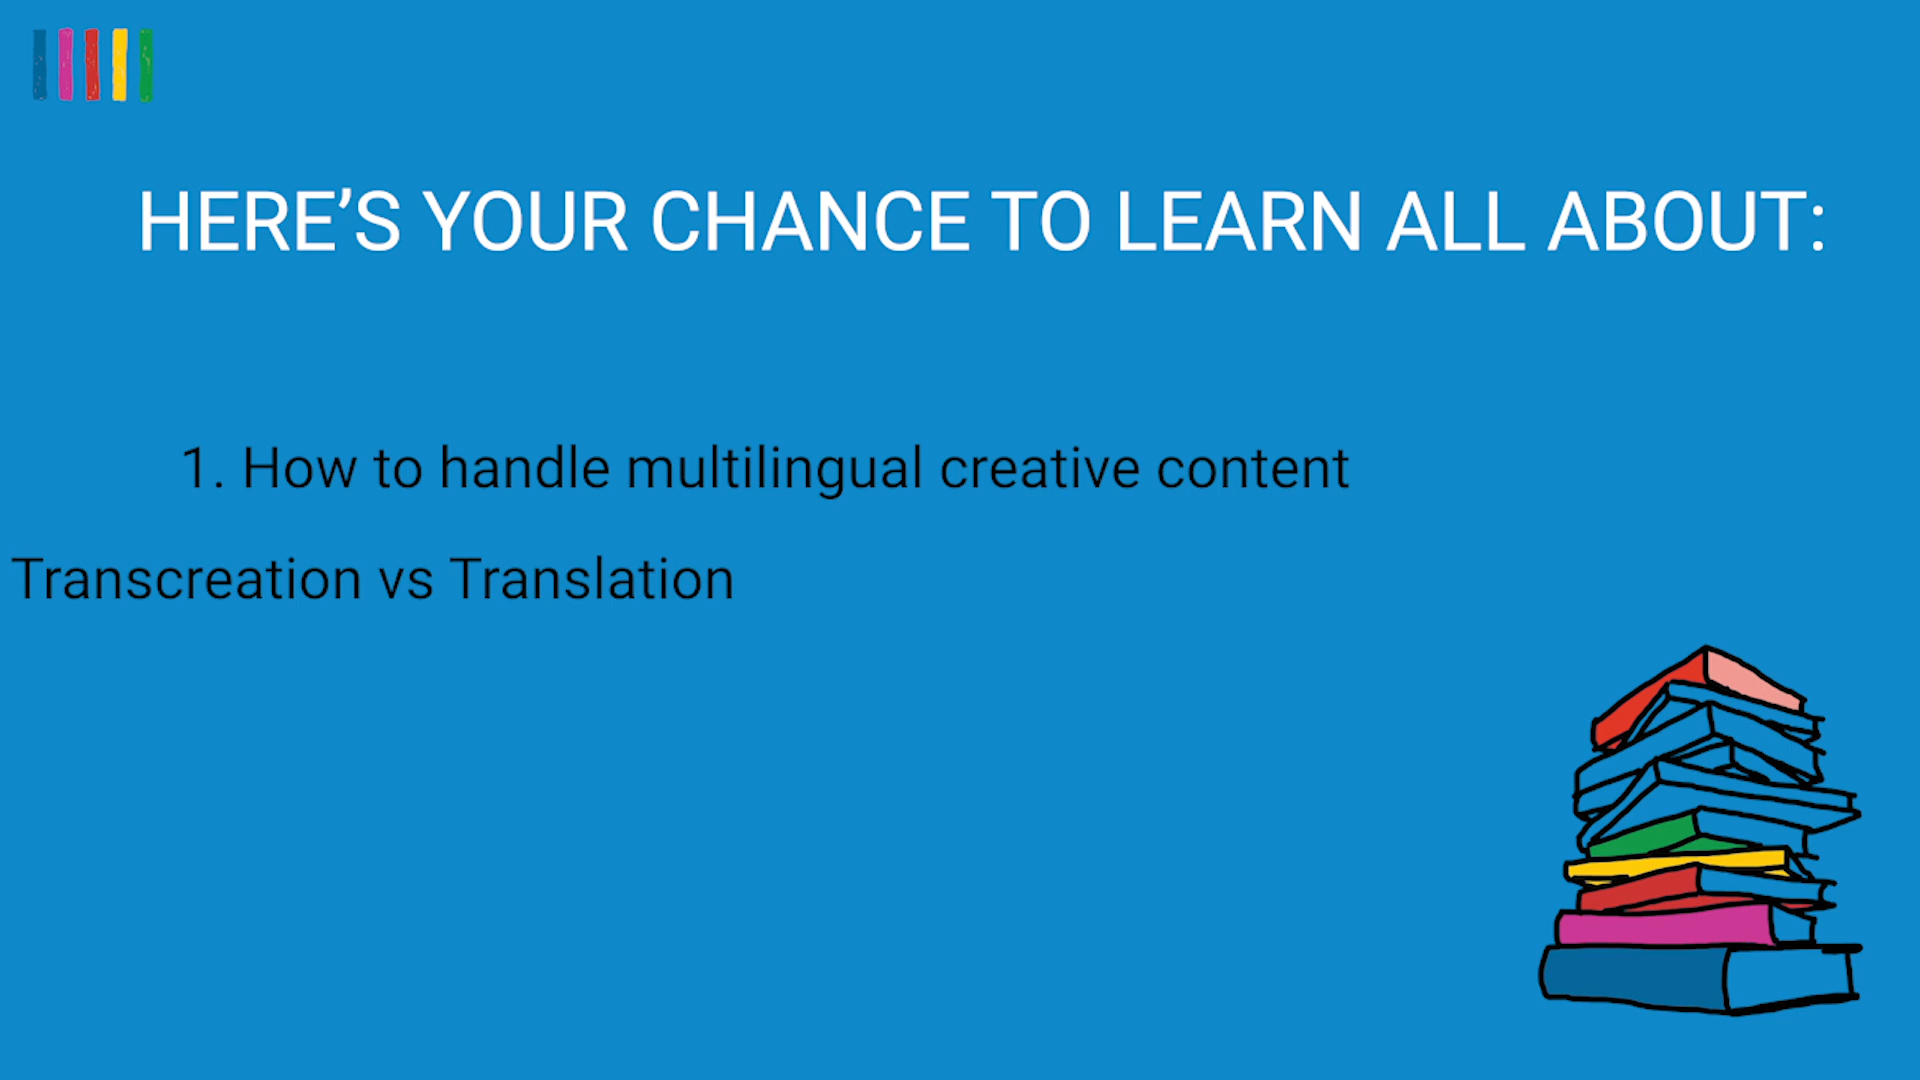 HERE’S YOUR CHANCE TO LEARN ALL ABOUT:
1. How to handle multilingual creative content
Transcreation vs Translation